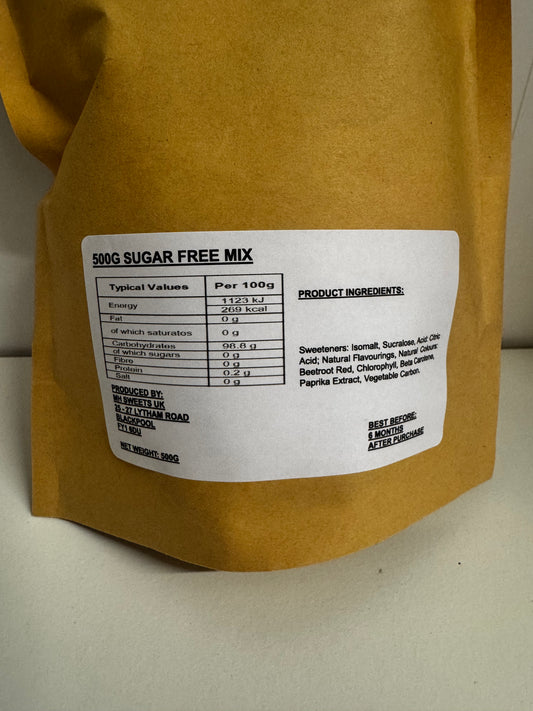 500G SUGAR FREE MIX
Typical Values Per 100g
Energy 1123 kJ
269 kcal
Fat 0 g
of which saturates 0 g
Carbohydrates 98.8 g
of which sugars 0 g
Fibre 0 g
Protein 0.2 g
Salt 0 g
PRODUCED BY:
MH SWEETS UK
25 - 27 LYTHAM ROAD
BLACKPOOL
FY1 6DU
NET WEIGHT: 500G
PRODUCT INGREDIENTS:
Sweeteners: Isomalt, Sucralose, Acid Citric
Acid; Natural Flavourings, Natural Colours:
Beetroot Red, Chlorophyll, Beta Carotene,
Paprika Extract, Vegetable Carbon.
BEST BEFORE:
6 MONTHS
AFTER PURCHASE